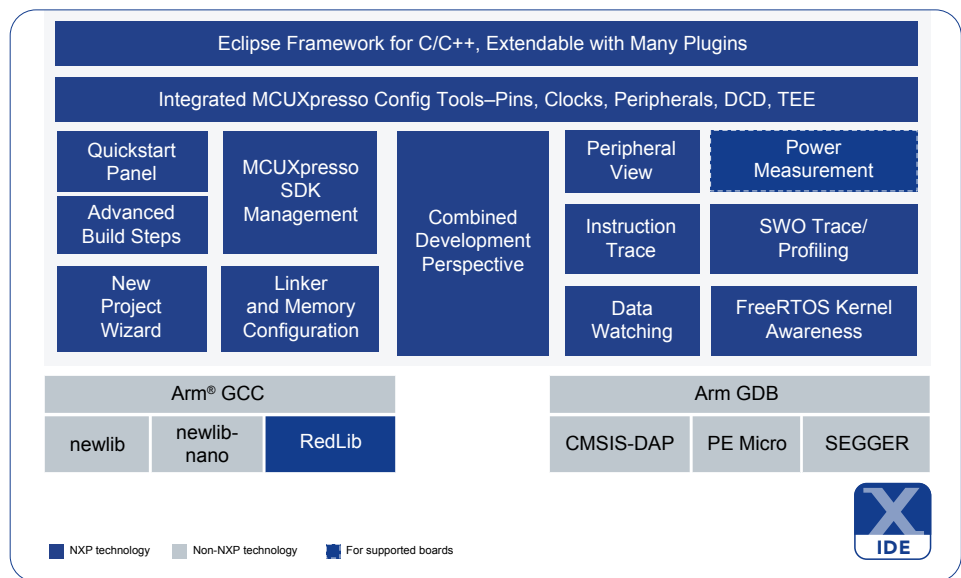 Eclipse Framework for C/C++, Extendable with Many Plugins
Integrated MCUXpresso Config Tools–Pins, Clocks, Peripherals, DCD, TEE
Quickstart
Panel
Advanced
Build Steps
New
Project
Wizard
MCUXpresso
SDK
Management
Linker
and Memory
Configuration
Combined
Development
Perspective
Peripheral
View
Power
Measurement
Instruction
Trace
SWO Trace/
Profiling
Data
Watching
FreeRTOS Kernel
Awareness
Arm® GCC
newlib
newlib-
nano
RedLib
Arm GDB
CMSIS-DAP
PE Micro
SEGGER
NXP technology
Non-NXP technology
For supported boards
X
IDE